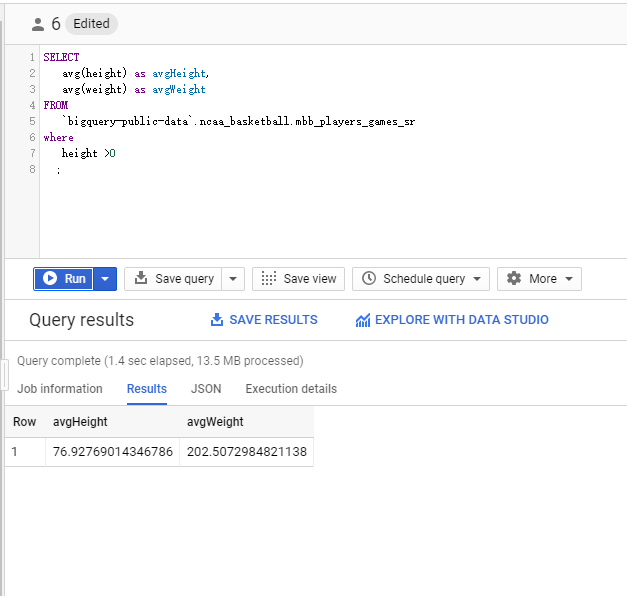 6 Edited
1 SELECT
2 avg(height) as avgHeight,
3 avg(weight) as avgWeight
4 FROM
5 `bigquery-public-data`.ncaa_basketball.mbb_players_games_sr
6 where
7 height >0
8 ;
Run Save query Save view Schedule query More
Query results SAVE RESULTS EXPLORE WITH DATA STUDIO
Query complete (1.4 sec elapsed, 13.5 MB processed)
Job information Results JSON Execution details
Row avgHeight avgWeight
1 76.92769014346786 202.5072984821138